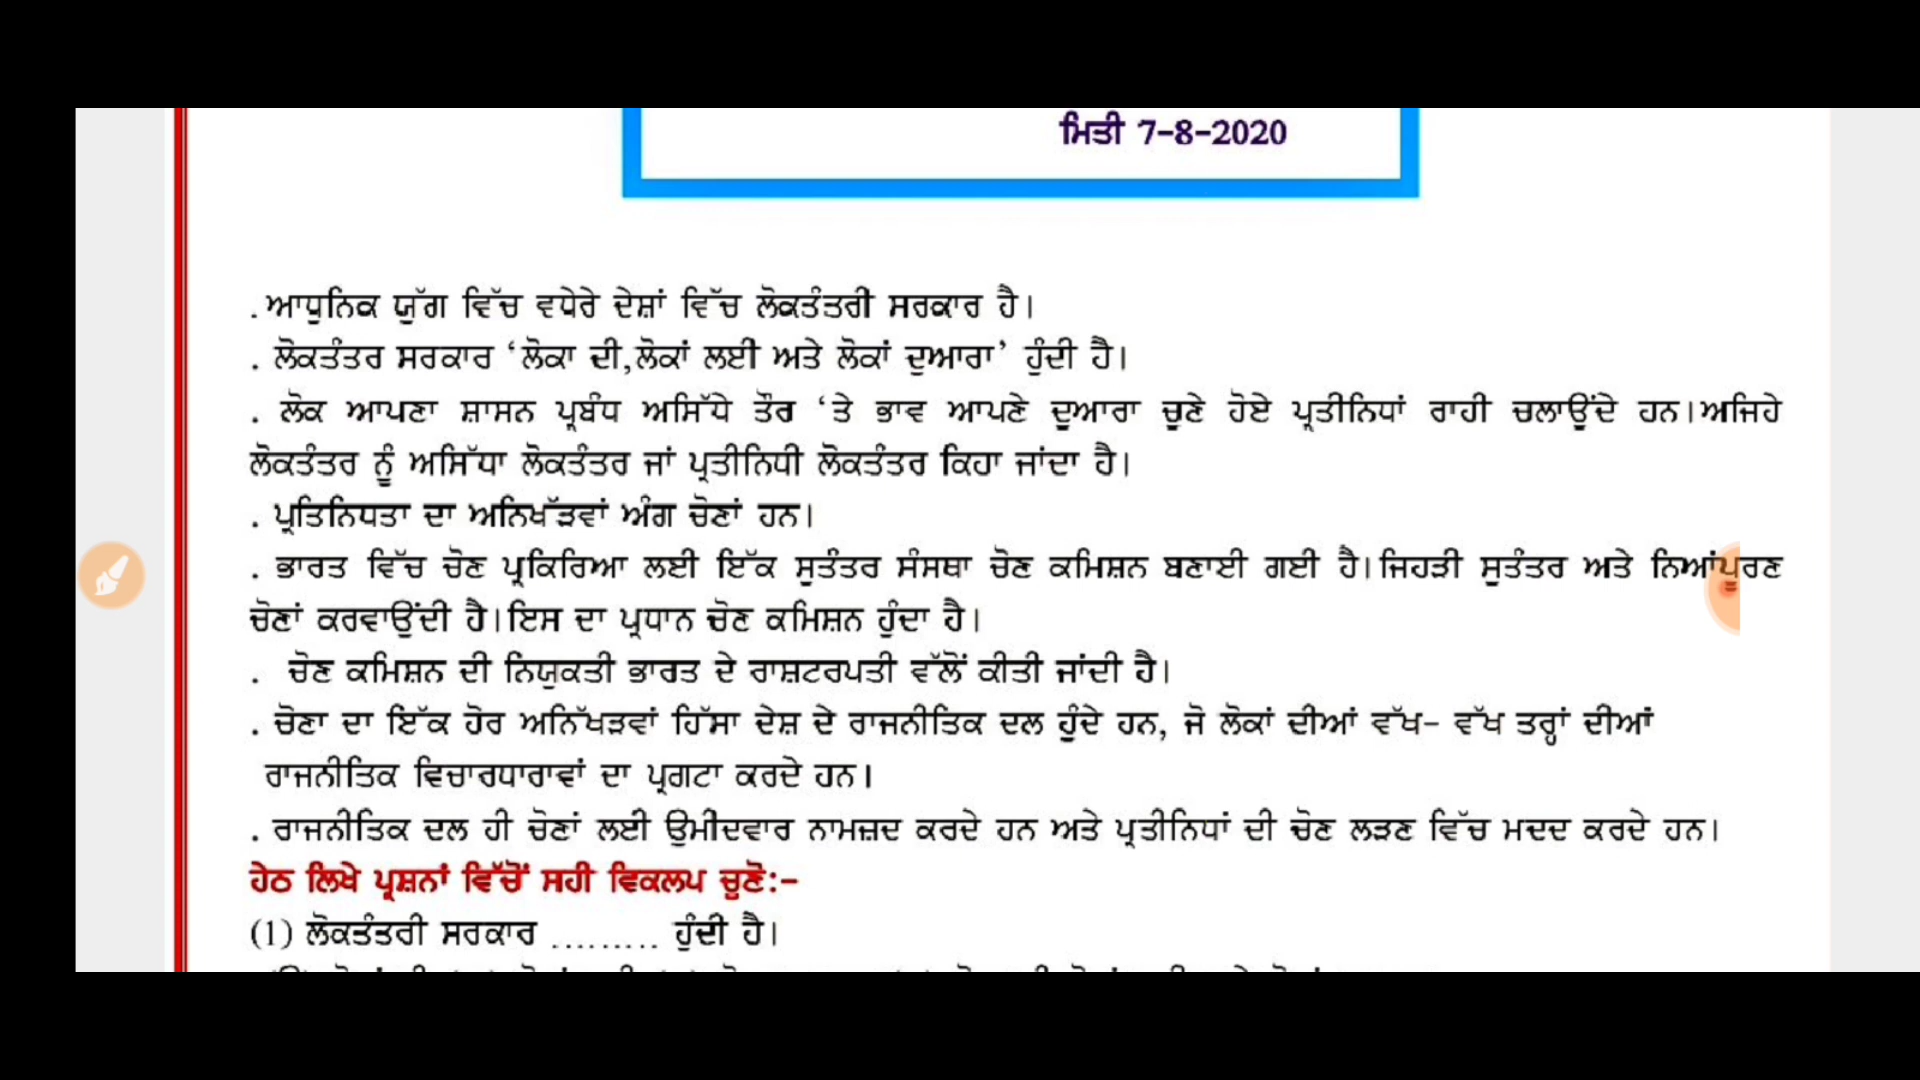 ਮਿਤੀ 7-8-2020
. ਆਧੁਨਿਕ ਯੁੱਗ ਵਿੱਚ ਵਧੇਰੇ ਦੇਸ਼ਾਂ ਵਿੱਚ ਲੋਕਤੰਤਰੀ ਸਰਕਾਰ ਹੈ।
. ਲੋਕਤੰਤਰ ਸਰਕਾਰ ‘ਲੋਕਾ ਦੀ,ਲੋਕਾਂ ਲਈ ਅਤੇ ਲੋਕਾਂ ਦੁਆਰਾ’ ਹੁੰਦੀ ਹੈ।
. ਲੋਕ ਆਪਣਾ ਸ਼ਾਸਨ ਪ੍ਰਬੰਧ ਅਸਿੱਧੇ ਤੌਰ ‘ਤੇ ਭਾਵ ਆਪਣੇ ਦੁਆਰਾ ਚੁਣੇ ਹੋਏ ਪ੍ਰਤੀਨਿਧਾਂ ਰਾਹੀ ਚਲਾਉਂਦੇ ਹਨ।ਅਜਿਹੇ
ਲੋਕਤੰਤਰ ਨੂੰ ਅਸਿੱਧਾ ਲੋਕਤੰਤਰ ਜਾਂ ਪ੍ਰਤੀਨਿਧੀ ਲੋਕਤੰਤਰ ਕਿਹਾ ਜਾਂਦਾ ਹੈ।
. ਪ੍ਰਤਿਨਿਧਤਾ ਦਾ ਅਨਿਖੱੜਵਾਂ ਅੰਗ ਚੋਣਾਂ ਹਨ।
. ਭਾਰਤ ਵਿੱਚ ਚੋਣ ਪ੍ਰਕਿਰਿਆ ਲਈ ਇੱਕ ਸੁਤੰਤਰ ਸੰਸਥਾ ਚੋਣ ਕਮਿਸ਼ਨ ਬਣਾਈ ਗਈ ਹੈ।ਜਿਹੜੀ ਸੁਤੰਤਰ ਅਤੇ ਨਿਆਂਪੂਰਣ
ਚੋਣਾਂ ਕਰਵਾਉਂਦੀ ਹੈ।ਇਸ ਦਾ ਪ੍ਰਧਾਨ ਚੋਣ ਕਮਿਸ਼ਨ ਹੁੰਦਾ ਹੈ।
. ਚੋਣ ਕਮਿਸ਼ਨ ਦੀ ਨਿਯੁਕਤੀ ਭਾਰਤ ਦੇ ਰਾਸ਼ਟਰਪਤੀ ਵੱਲੋਂ ਕੀਤੀ ਜਾਂਦੀ ਹੈ।
. ਚੋਣਾ ਦਾ ਇੱਕ ਹੋਰ ਅਨਿੱਖੜਵਾਂ ਹਿੱਸਾ ਦੇਸ਼ ਦੇ ਰਾਜਨੀਤਿਕ ਦਲ ਹੁੰਦੇ ਹਨ, ਜੋ ਲੋਕਾਂ ਦੀਆਂ ਵੱਖ- ਵੱਖ ਤਰ੍ਹਾਂ ਦੀਆਂ
ਰਾਜਨੀਤਿਕ ਵਿਚਾਰਧਾਰਾਵਾਂ ਦਾ ਪ੍ਰਗਟਾ ਕਰਦੇ ਹਨ।
. ਰਾਜਨੀਤਿਕ ਦਲ ਹੀ ਚੋਣਾਂ ਲਈ ਉਮੀਦਵਾਰ ਨਾਮਜ਼ਦ ਕਰਦੇ ਹਨ ਅਤੇ ਪ੍ਰਤੀਨਿਧਾਂ ਦੀ ਚੋਣ ਲੜਣ ਵਿੱਚ ਮਦਦ ਕਰਦੇ ਹਨ।
ਹੇਠ ਲਿਖੇ ਪ੍ਰਸ਼ਨਾਂ ਵਿੱਚੋਂ ਸਹੀ ਵਿਕਲਪ ਚੁਣੋ:-
(1) ਲੋਕਤੰਤਰੀ ਸਰਕਾਰ ......... ਹੁੰਦੀ ਹੈ।